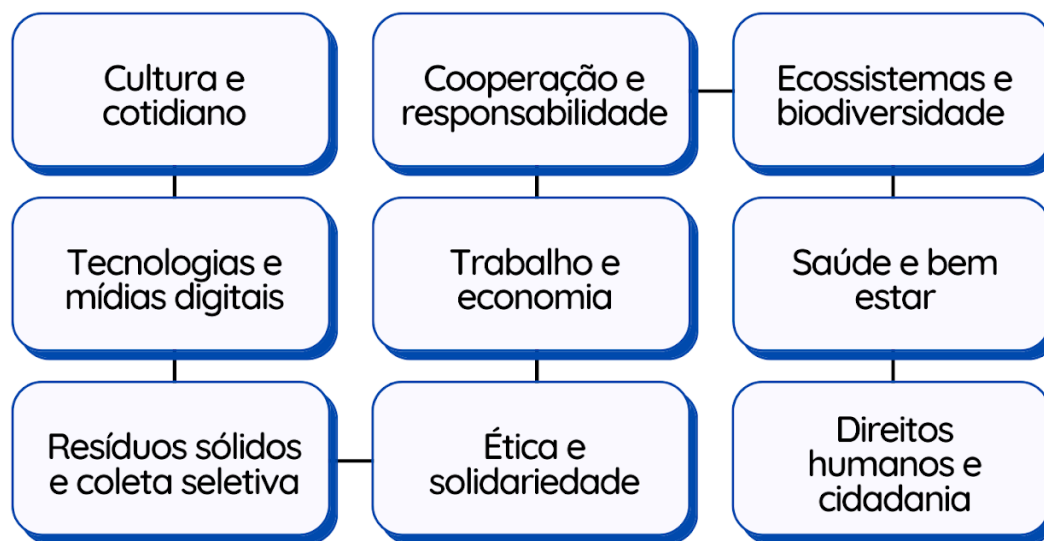 Cultura e
cotidiano
Tecnologias e
mídias digitais
Resíduos sólidos
e coleta seletiva
Ética e
solidariedade
Trabalho e
economia
Cooperação e
responsabilidade
Ecossistemas e
biodiversidade
Saúde e bem
estar
Direitos
humanos e
cidadania